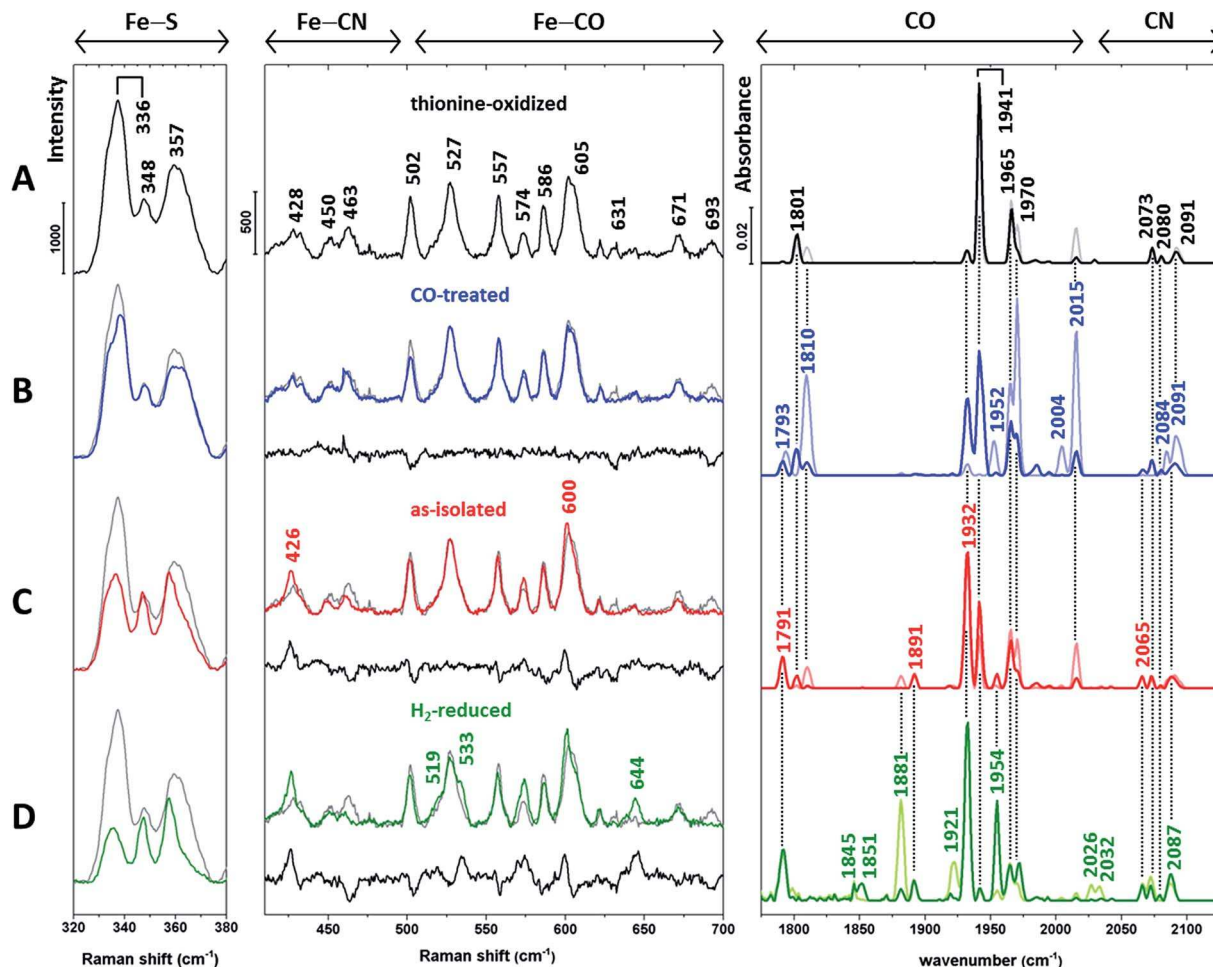 Fe−S Fe−CN Fe−CO CO CN
A
Intensity
1000
336
348
357
500
thionine-oxidized
428
450
463
502
527
557
574
586
605
631
671
693
Absorbance
0.02
1801
1941
1965
1970
2073
2080
2091
B
CO-treated
1793
1810
1952
2004
2015
2084
2091
C
as-isolated
426
600
1791
1891
1932
2065
D
H₂-reduced
519
533
644
1845
1851
1881
1921
1954
2026
2032
2087
320 340 360 380
Raman shift (cm⁻¹)
450 500 550 600 650 700
Raman shift (cm⁻¹)
1800 1850 1900 1950 2000 2050 2100
wavenumber (cm⁻¹)